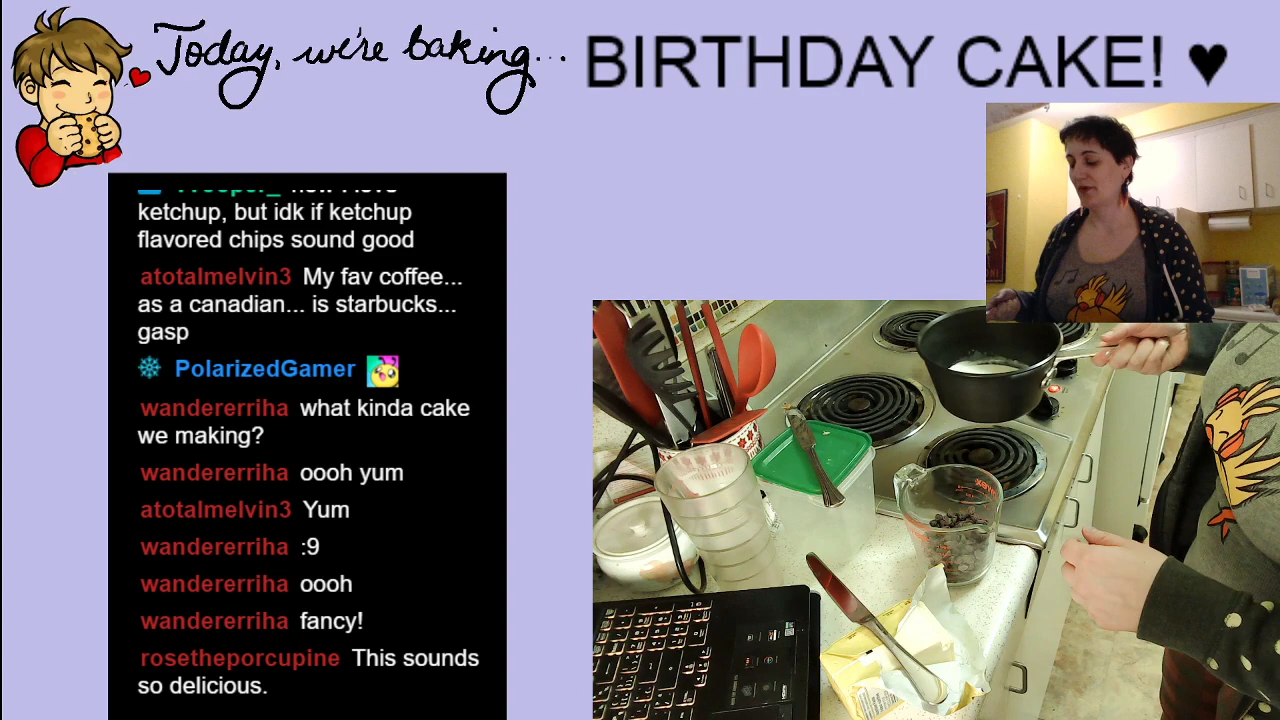 Today, we're baking... BIRTHDAY CAKE! ♥
ketchup, but idk if ketchup
flavored chips sound good
atotalmelvin3 My fav coffee...
as a canadian... is starbucks...
gasp
PolarizedGamer
wandererriha what kinda cake
we making?
wandererriha oooh yum
atotalmelvin3 Yum
wandererriha :9
wandererriha oooh
wandererriha fancy!
rosetheporcupine This sounds
so delicious.